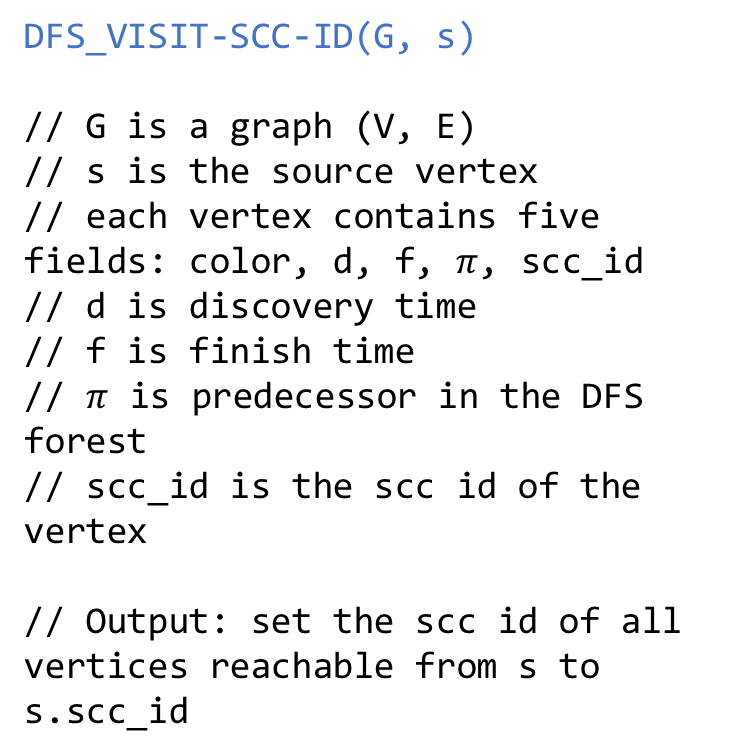 DFS_VISIT-SCC-ID(G, s)
// G is a graph (V, E)
// s is the source vertex
// each vertex contains five
fields: color, d, f, π, scc_id
// d is discovery time
// f is finish time
// π is predecessor in the DFS
forest
// scc_id is the scc id of the
vertex
// Output: set the scc id of all
vertices reachable from s to
s.scc_id